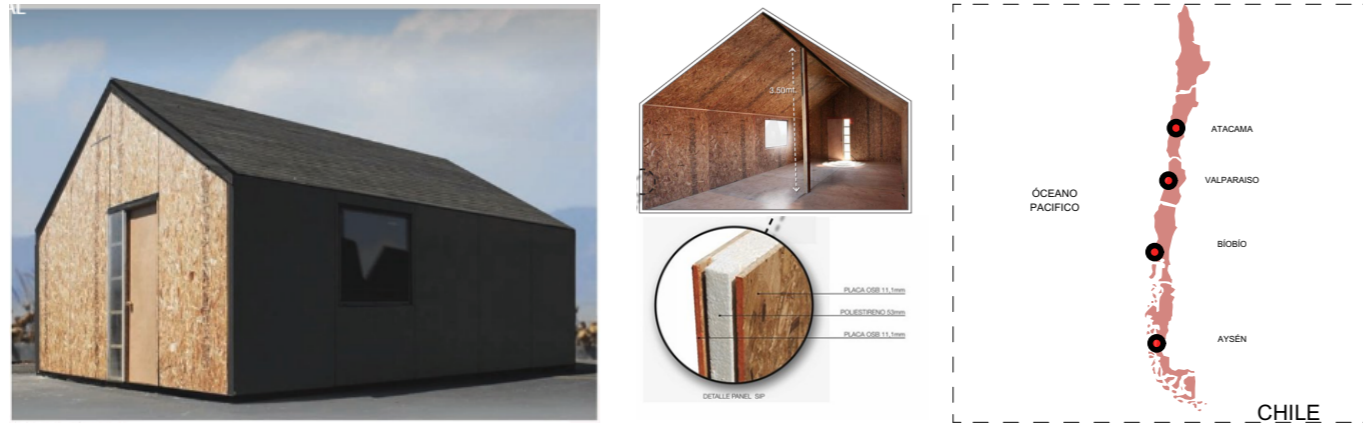 AL
3.50mt.
PLACA OSB 11,1mm
POLIESTIRENO 53mm
PLACA OSB 11,1mm
DETALLE PANEL SIP
ÓCEANO
PACIFICO
ATACAMA
VALPARAISO
BÍOBÍO
AYSÉN
CHILE